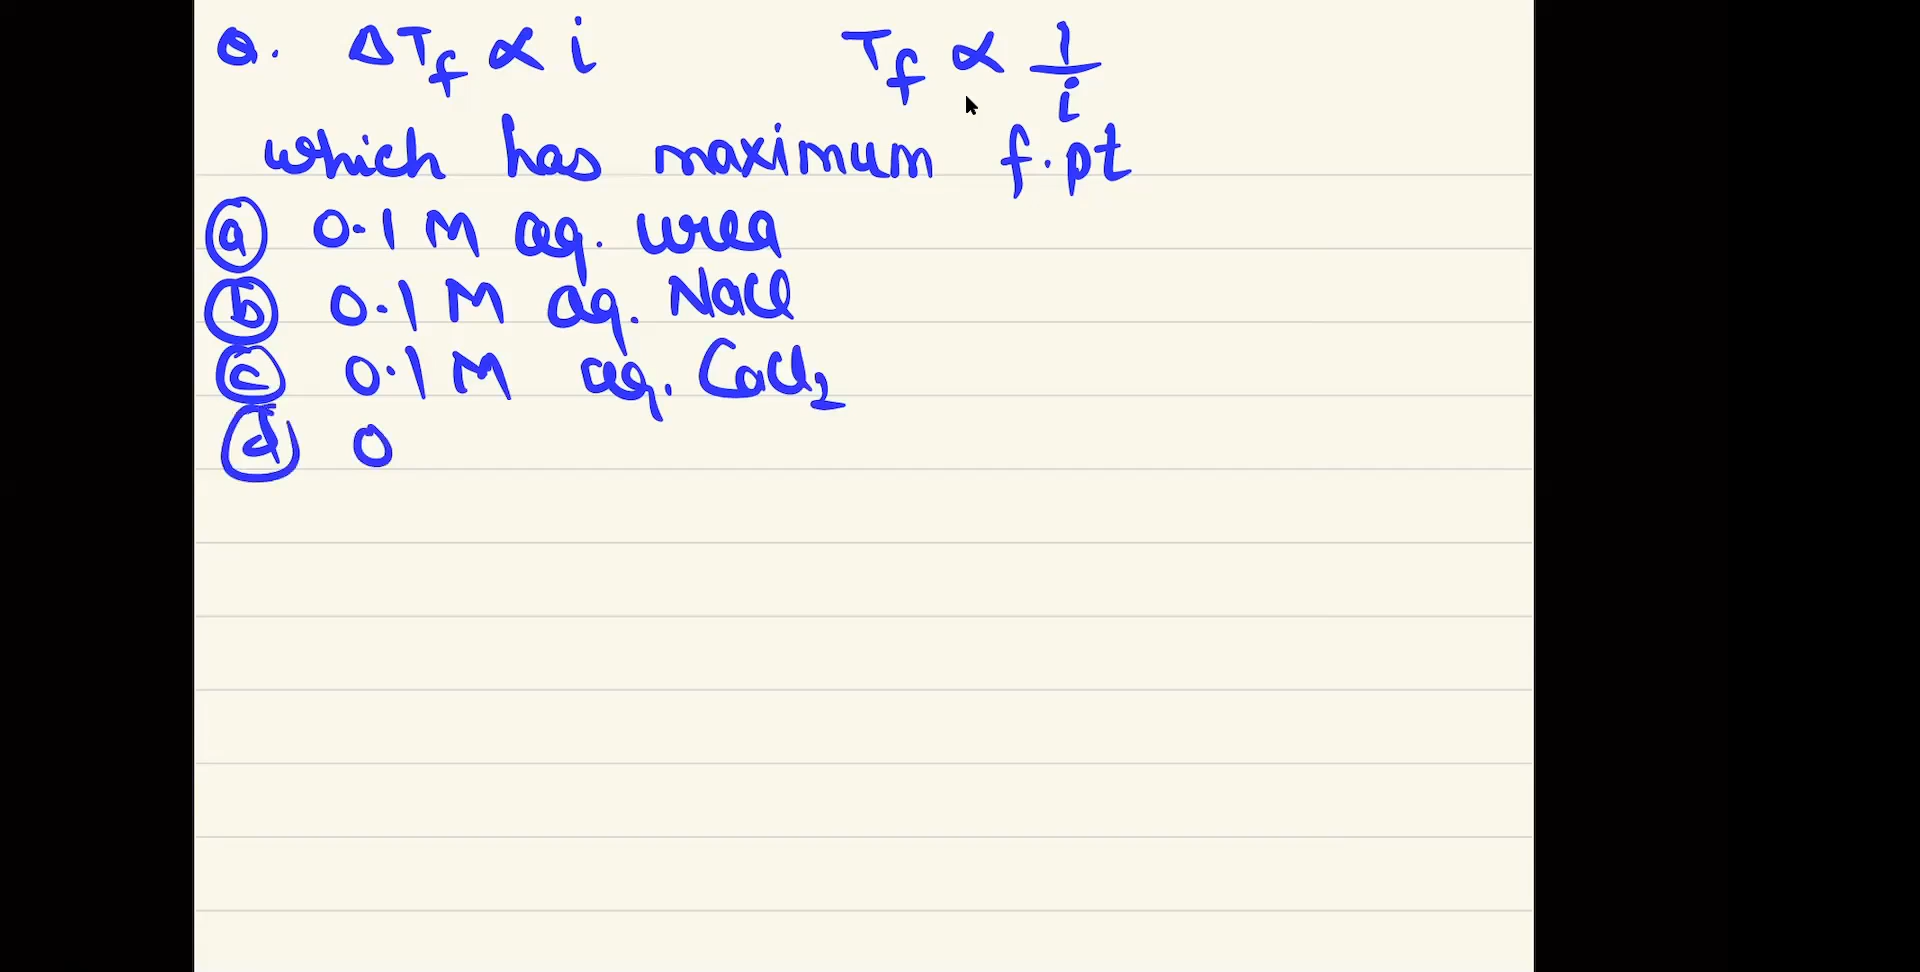 Q. ΔTf ∝ i Tf ∝ 1/i
which has maximum f.pt
(a) 0.1 M aq. urea
(b) 0.1 M aq. NaCl
(c) 0.1 M aq. CaCl₂
(d) 0